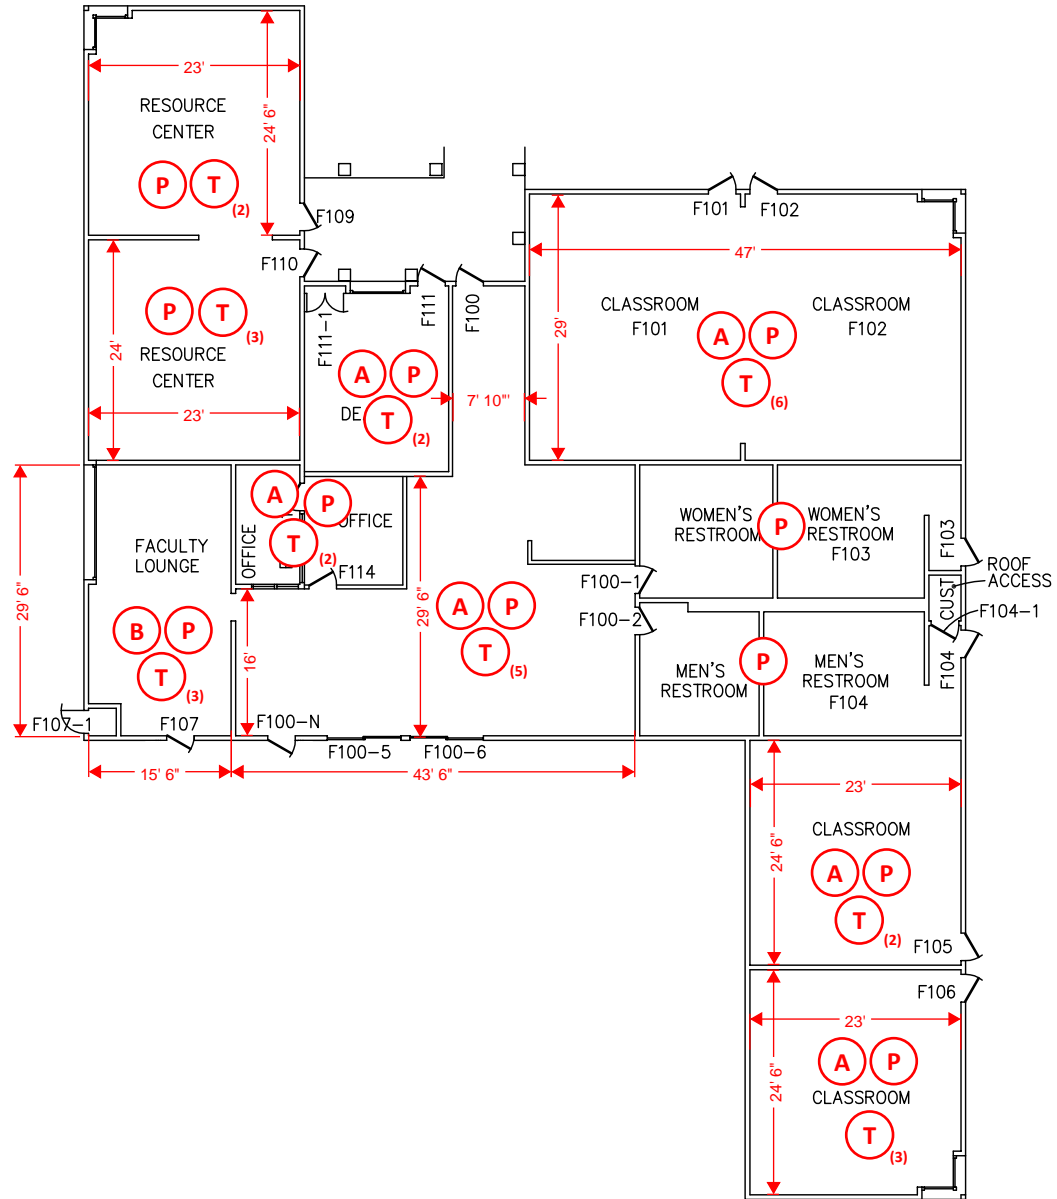 23'
RESOURCE
CENTER
24' 6"
P
T
(2)
F109
F110
F101
F102
47'
24'
P
T
(3)
RESOURCE
CENTER
23'
F111-1
F111
F100
A
P
DE
T
(2)
7' 10"'
29'
CLASSROOM
F101
CLASSROOM
F102
A
P
T
(6)
29' 6"
FACULTY
LOUNGE
OFFICE
A
P
OFFICE
T
(2)
F114
B
P
T
(3)
16'
29' 6"
A
P
T
(5)
WOMEN'S
RESTROOM
P
WOMEN'S
RESTROOM
F103
F103
ROOF
ACCESS
CUST
F104-1
F100-1
F100-2
MEN'S
RESTROOM
P
MEN'S
RESTROOM
F104
F104
F107-1
F107
F100-N
F100-5
F100-6
15' 6"
43' 6"
23'
CLASSROOM
24' 6"
A
P
T
(2)
F105
F106
23'
24' 6"
A
P
CLASSROOM
T
(3)